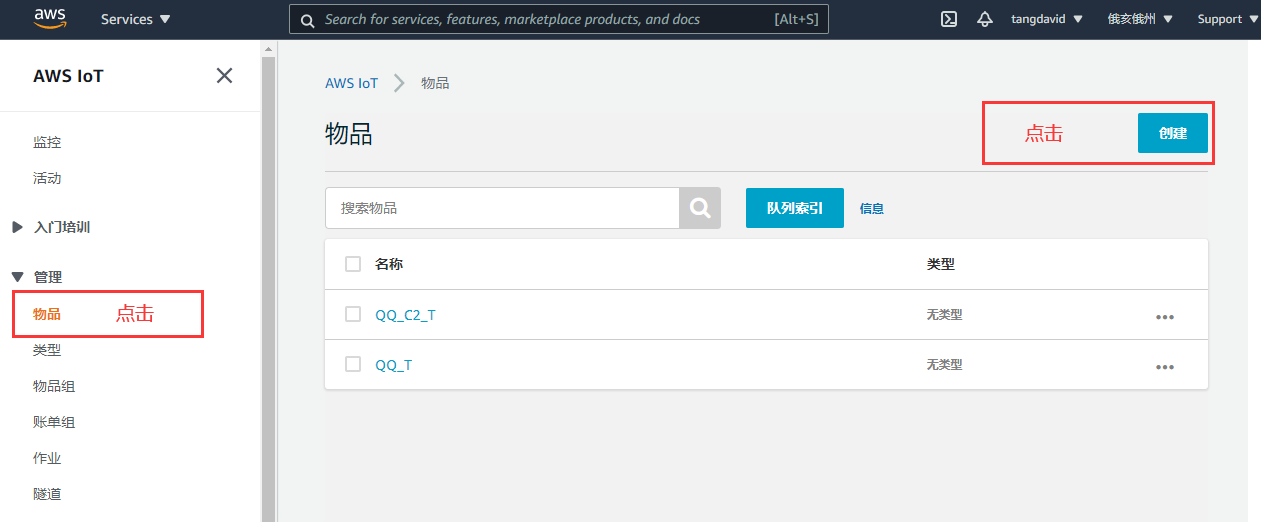 aws
Services
Search for services, features, marketplace products, and docs [Alt+S]
tangdavid
俄亥俄州
Support
AWS IoT
监控
活动
入门培训
管理
物品 点击
类型
物品组
账单组
作业
隧道
AWS IoT 物品
物品
点击 创建
搜索物品
队列索引 信息
名称 类型
QQ_C2_T 无类型
QQ_T 无类型